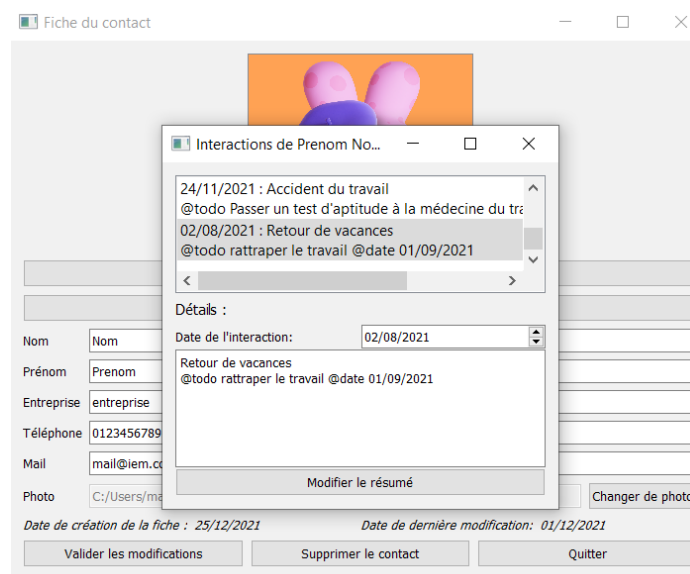 Fiche du contact
Interactions de Prenom No...
24/11/2021 : Accident du travail
@todo Passer un test d'aptitude à la médecine du tra
02/08/2021 : Retour de vacances
@todo rattraper le travail @date 01/09/2021
Détails :
Date de l'interaction: 02/08/2021
Retour de vacances
@todo rattraper le travail @date 01/09/2021
Modifier le résumé
Nom Nom
Prénom Prenom
Entreprise entreprise
Téléphone 0123456789
Mail mail@iem.co
Photo C:/Users/ma Changer de photo
Date de création de la fiche : 25/12/2021 Date de dernière modification: 01/12/2021
Valider les modifications Supprimer le contact Quitter